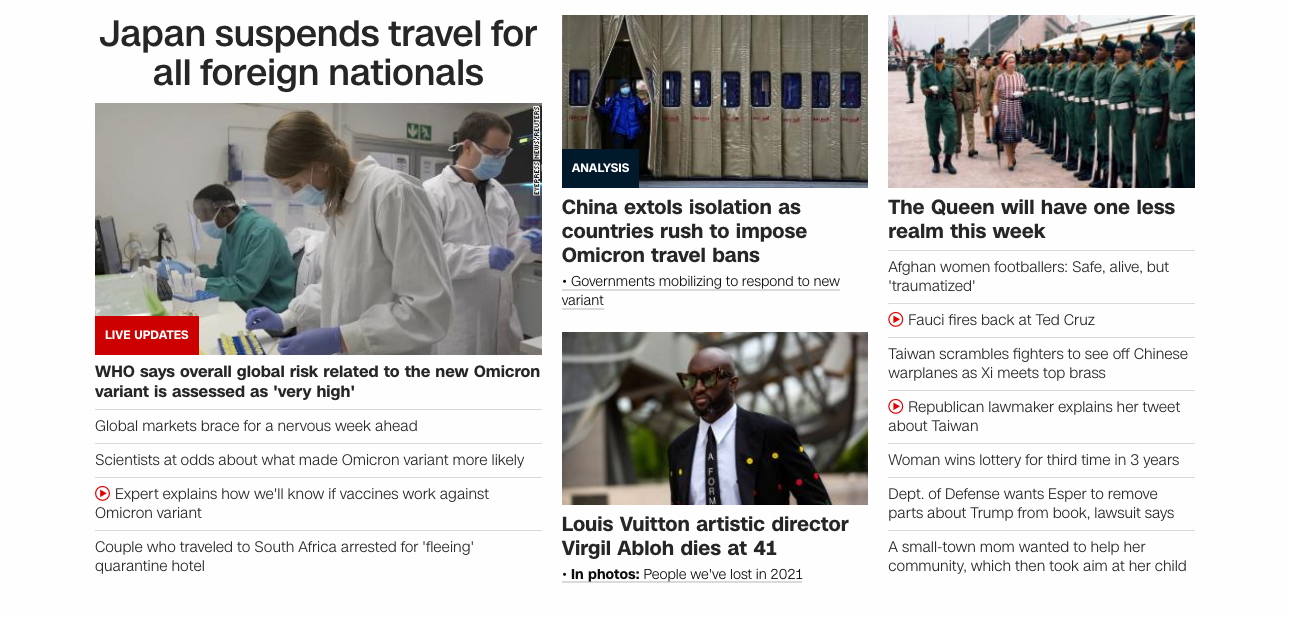 Japan suspends travel for
all foreign nationals
EYEPRESS NEWS/REUTERS
LIVE UPDATES
WHO says overall global risk related to the new Omicron
variant is assessed as 'very high'
Global markets brace for a nervous week ahead
Scientists at odds about what made Omicron variant more likely
Expert explains how we'll know if vaccines work against
Omicron variant
Couple who traveled to South Africa arrested for 'fleeing'
quarantine hotel
ANALYSIS
China extols isolation as
countries rush to impose
Omicron travel bans
• Governments mobilizing to respond to new
variant
A FORM
Louis Vuitton artistic director
Virgil Abloh dies at 41
• In photos: People we've lost in 2021
The Queen will have one less
realm this week
Afghan women footballers: Safe, alive, but
'traumatized'
Fauci fires back at Ted Cruz
Taiwan scrambles fighters to see off Chinese
warplanes as Xi meets top brass
Republican lawmaker explains her tweet
about Taiwan
Woman wins lottery for third time in 3 years
Dept. of Defense wants Esper to remove
parts about Trump from book, lawsuit says
A small-town mom wanted to help her
community, which then took aim at her child